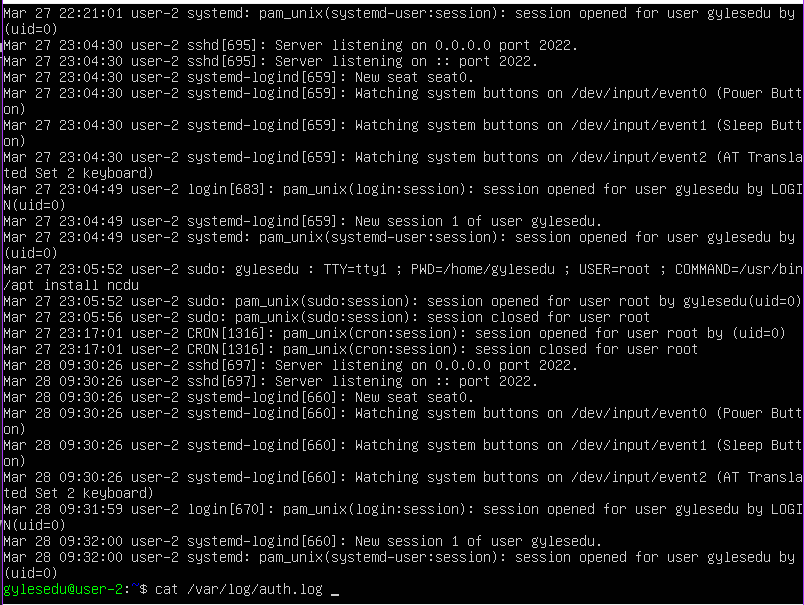 Mar 27 22:21:01 user-2 systemd: pam_unix(systemd-user:session): session opened for user gylesedu by
(uid=0)
Mar 27 23:04:30 user-2 sshd[695]: Server listening on 0.0.0.0 port 2022.
Mar 27 23:04:30 user-2 sshd[695]: Server listening on :: port 2022.
Mar 27 23:04:30 user-2 systemd-logind[659]: New seat seat0.
Mar 27 23:04:30 user-2 systemd-logind[659]: Watching system buttons on /dev/input/event0 (Power Butt
on)
Mar 27 23:04:30 user-2 systemd-logind[659]: Watching system buttons on /dev/input/event1 (Sleep Butt
on)
Mar 27 23:04:30 user-2 systemd-logind[659]: Watching system buttons on /dev/input/event2 (AT Transla
ted Set 2 keyboard)
Mar 27 23:04:49 user-2 login[683]: pam_unix(login:session): session opened for user gylesedu by LOGI
N(uid=0)
Mar 27 23:04:49 user-2 systemd-logind[659]: New session 1 of user gylesedu.
Mar 27 23:04:49 user-2 systemd: pam_unix(systemd-user:session): session opened for user gylesedu by
(uid=0)
Mar 27 23:05:52 user-2 sudo: gylesedu : TTY=tty1 ; PWD=/home/gylesedu ; USER=root ; COMMAND=/usr/bin
/apt install ncdu
Mar 27 23:05:52 user-2 sudo: pam_unix(sudo:session): session opened for user root by gylesedu(uid=0)
Mar 27 23:05:56 user-2 sudo: pam_unix(sudo:session): session closed for user root
Mar 27 23:17:01 user-2 CRON[1316]: pam_unix(cron:session): session opened for user root by (uid=0)
Mar 27 23:17:01 user-2 CRON[1316]: pam_unix(cron:session): session closed for user root
Mar 28 09:30:26 user-2 sshd[697]: Server listening on 0.0.0.0 port 2022.
Mar 28 09:30:26 user-2 sshd[697]: Server listening on :: port 2022.
Mar 28 09:30:26 user-2 systemd-logind[660]: New seat seat0.
Mar 28 09:30:26 user-2 systemd-logind[660]: Watching system buttons on /dev/input/event0 (Power Butt
on)
Mar 28 09:30:26 user-2 systemd-logind[660]: Watching system buttons on /dev/input/event1 (Sleep Butt
on)
Mar 28 09:30:26 user-2 systemd-logind[660]: Watching system buttons on /dev/input/event2 (AT Transla
ted Set 2 keyboard)
Mar 28 09:31:59 user-2 login[670]: pam_unix(login:session): session opened for user gylesedu by LOGI
N(uid=0)
Mar 28 09:32:00 user-2 systemd-logind[660]: New session 1 of user gylesedu.
Mar 28 09:32:00 user-2 systemd: pam_unix(systemd-user:session): session opened for user gylesedu by
(uid=0)
gylesedu@user-2:~$ cat /var/log/auth.log _